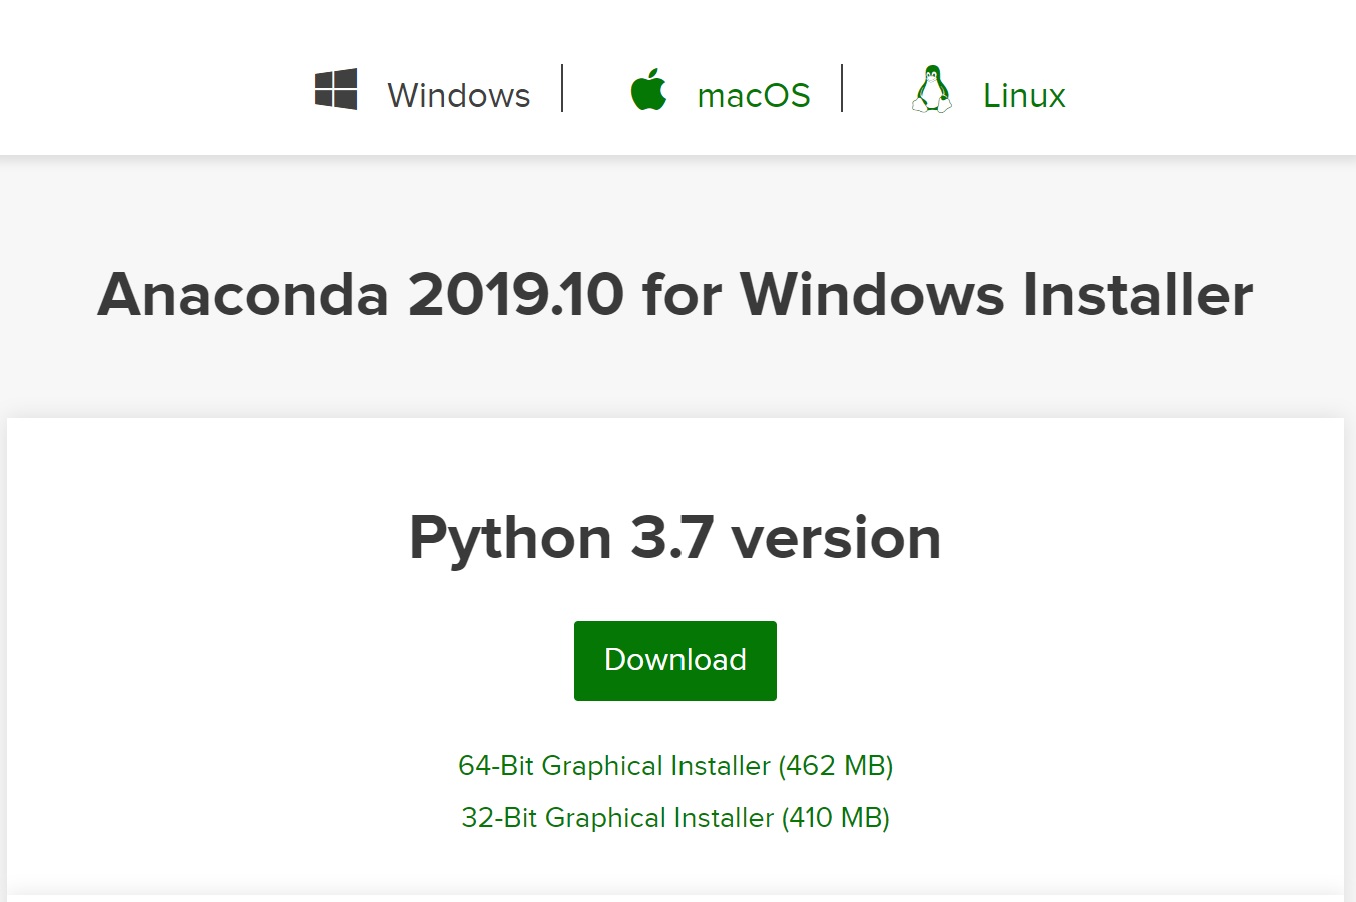 Windows macOS Linux
Anaconda 2019.10 for Windows Installer
Python 3.7 version
Download
64-Bit Graphical Installer (462 MB)
32-Bit Graphical Installer (410 MB)